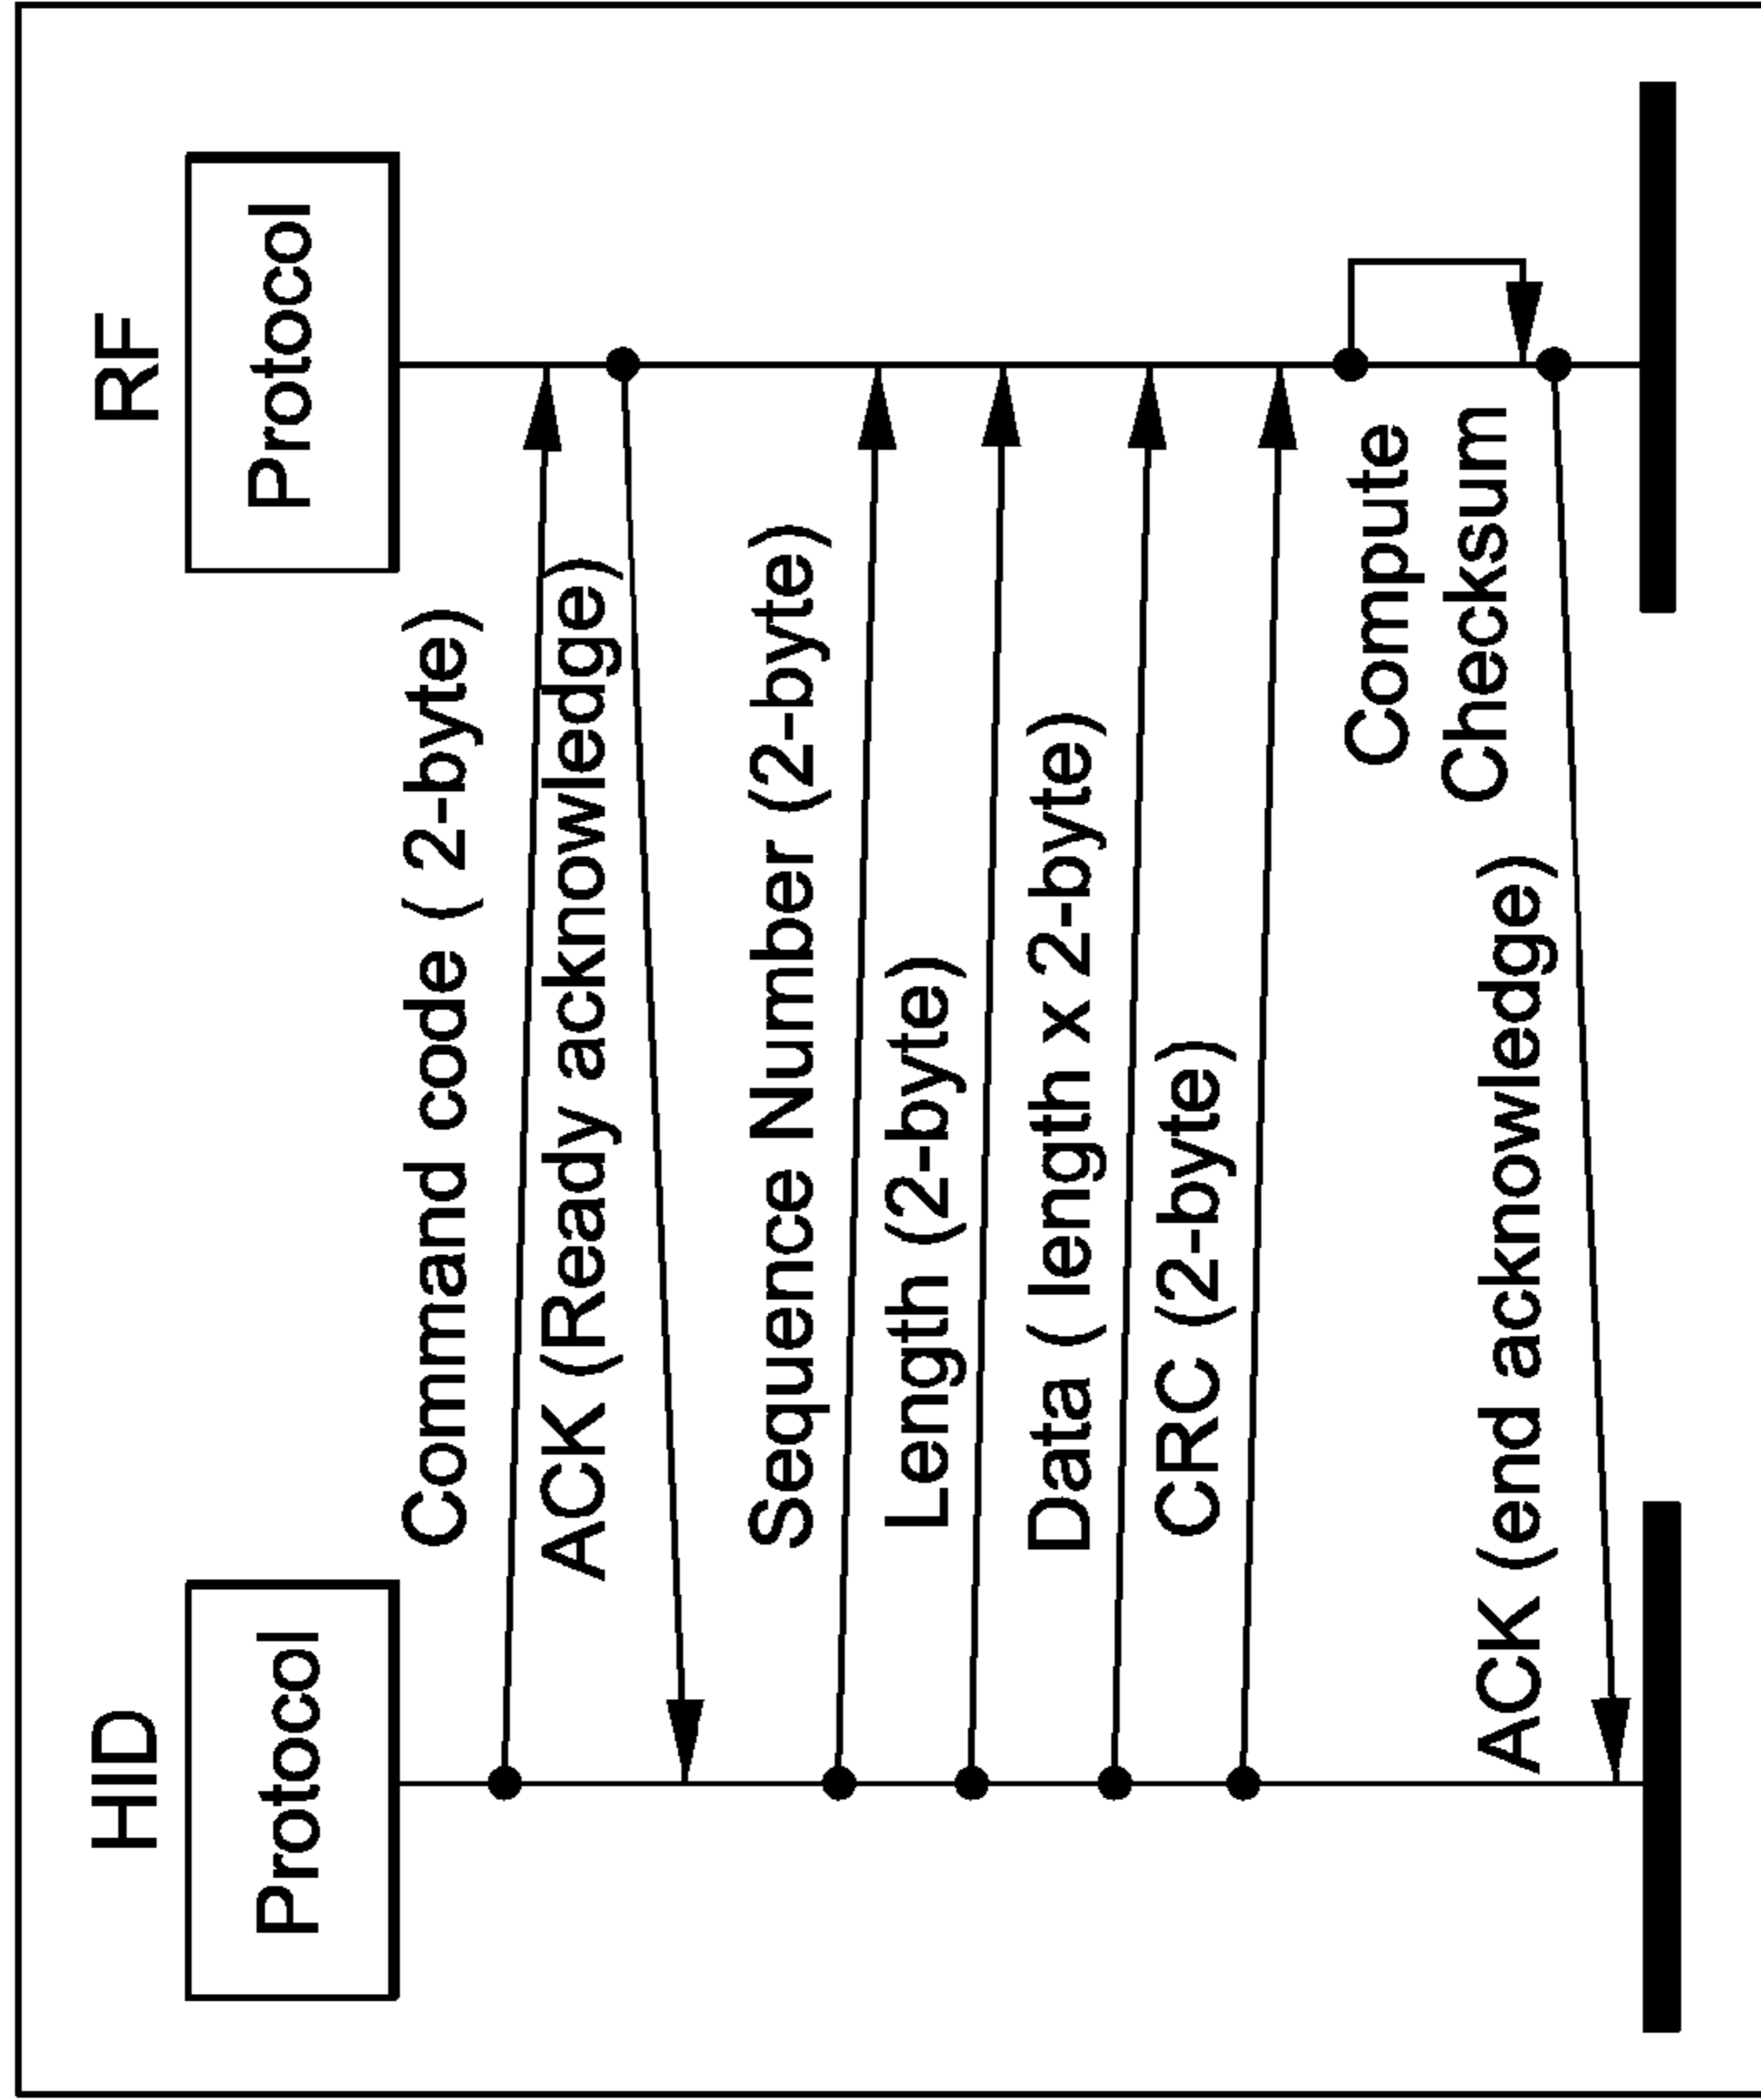 HID
RF
Protocol
Protocol
Command code ( 2-byte)
ACK (Ready acknowledge)
Sequence Number (2-byte)
Length (2-byte)
Data ( length x 2-byte)
CRC (2-byte)
Compute
Checksum
ACK (end acknowledge)